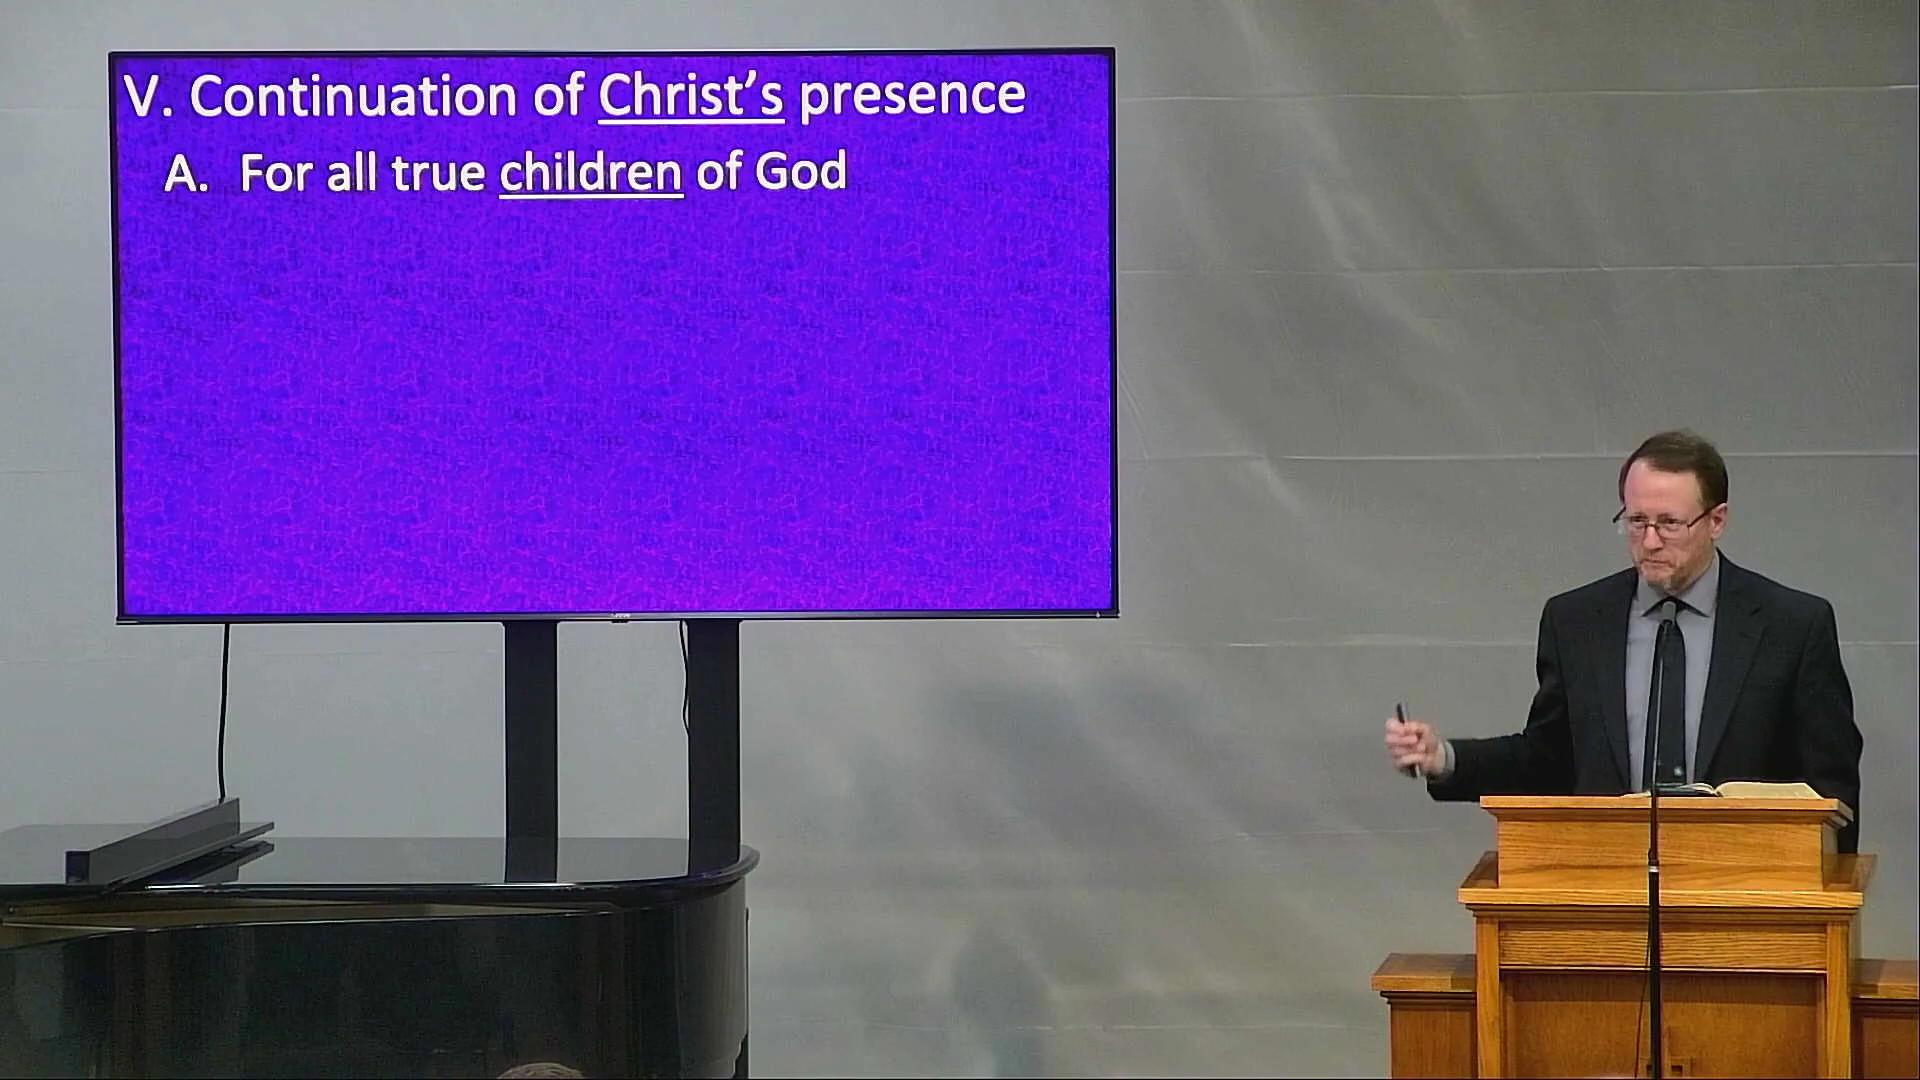 V. Continuation of Christ’s presence
A. For all true children of God